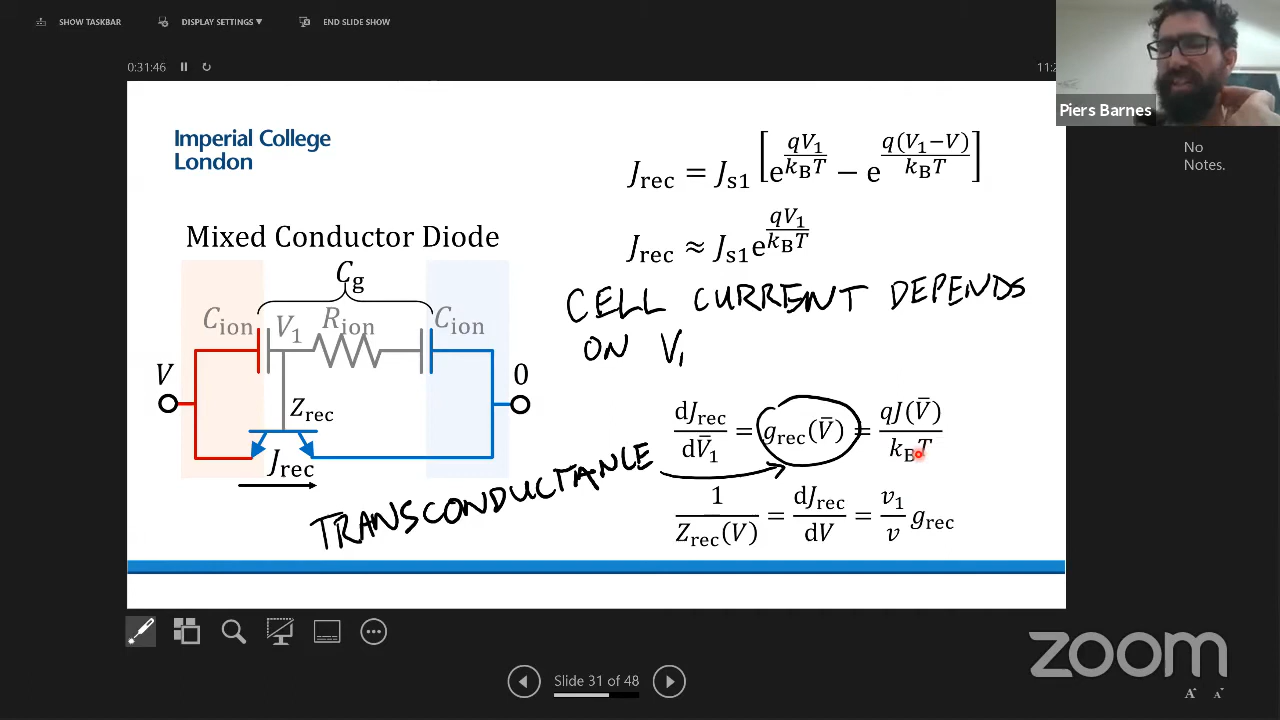 SHOW TASKBAR
DISPLAY SETTINGS ▼
END SLIDE SHOW
0:31:46
11:2
Piers Barnes
No
Notes.
Imperial College
London
J_rec = J_s1 [e^(qV_1/k_BT) − e^(q(V_1−V)/k_BT)]
J_rec ≈ J_s1 e^(qV_1/k_BT)
Mixed Conductor Diode
C_g
C_ion V_1 R_ion C_ion
V
0
Z_rec
J_rec
CELL CURRENT DEPENDS
ON V_1
TRANSCONDUCTANCE
dJ_rec/dV̄_1 = g_rec(V̄) = qJ(V̄)/k_BT
1/Z_rec(V) = dJ_rec/dV = v_1/v g_rec
Slide 31 of 48
zoom
A A